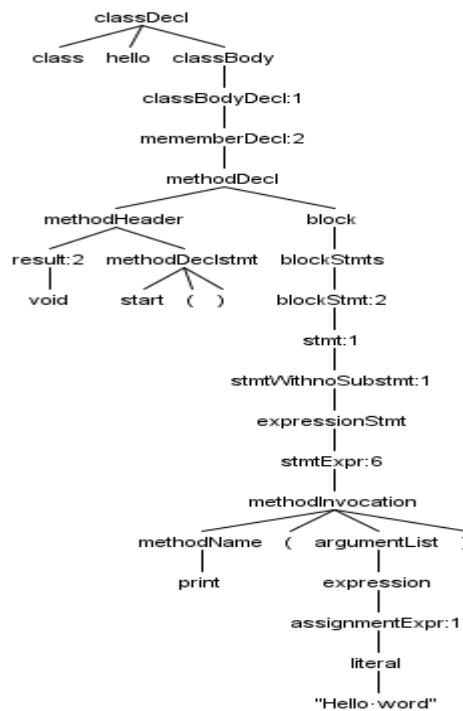 classDecl
class hello classBody
classBodyDecl:1
mememberDecl:2
methodDecl
methodHeader block
result:2 methodDeclstmt blockStmts
void start ( ) blockStmt:2
stmt:1
stmtWithnoSubstmt:1
expressionStmt
stmtExpr:6
methodInvocation
methodName ( argumentList )
print expression
assignmentExpr:1
literal
"Hello·word"